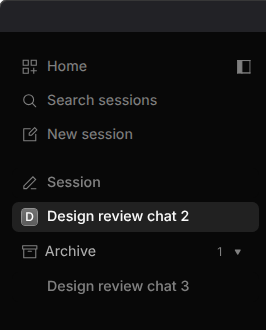 Home
Search sessions
New session
Session
D Design review chat 2
Archive 1
Design review chat 3